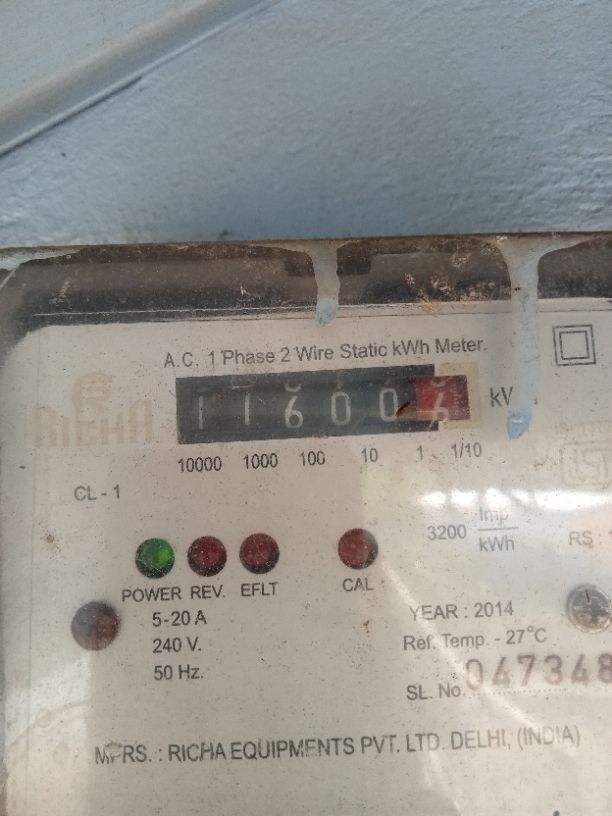 A.C. 1 Phase 2 Wire Static kWh Meter.
RICHA
116006
10000 1000 100 10 1 1/10
CL - 1
3200 Imp/kWh
POWER REV. EFLT CAL
5-20 A
240 V.
50 Hz.
YEAR : 2014
Ref. Temp. - 27°C
SL. No. 047348
MFRS. : RICHA EQUIPMENTS PVT. LTD. DELHI, (INDIA)